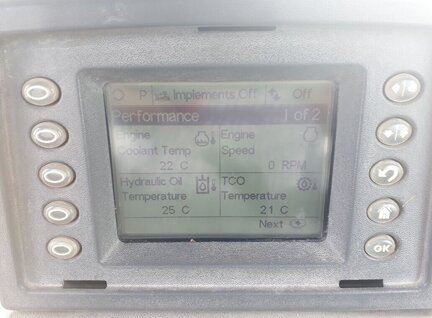 P Implements Off Off
Performance 1 of 2
Engine Coolant Temp 22 C
Engine Speed 0 RPM
Hydraulic Oil Temperature 25 C
TCO Temperature 21 C
Next
OK